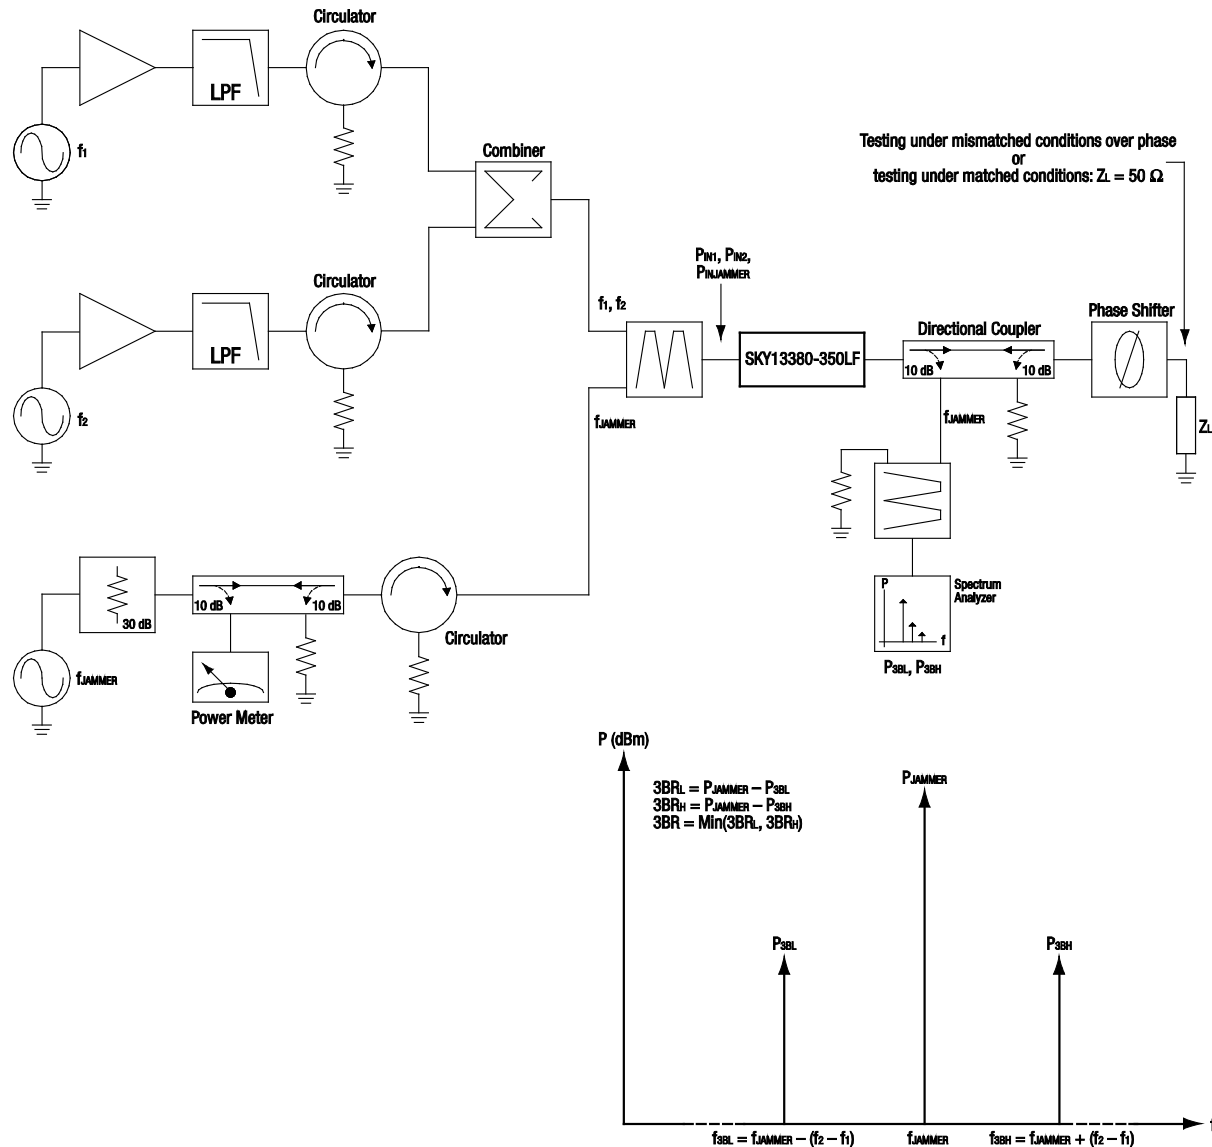 Circulator
LPF
f1
Combiner
Testing under mismatched conditions over phase
or
testing under matched conditions: ZL = 50 Ω
Circulator
LPF
f2
f1, f2
PIN1, PIN2,
PINJAMMER
SKY13380-350LF
Directional Coupler
10 dB
10 dB
Phase Shifter
ZL
fJAMMER
fJAMMER
P
f
Spectrum
Analyzer
P3BL, P3BH
30 dB
fJAMMER
10 dB
10 dB
Power Meter
Circulator
P (dBm)
3BRL = PJAMMER – P3BL
3BRH = PJAMMER – P3BH
3BR = Min(3BRL, 3BRH)
PJAMMER
P3BL
P3BH
f3BL = fJAMMER – (f2 – f1)
fJAMMER
f3BH = fJAMMER + (f2 – f1)
f